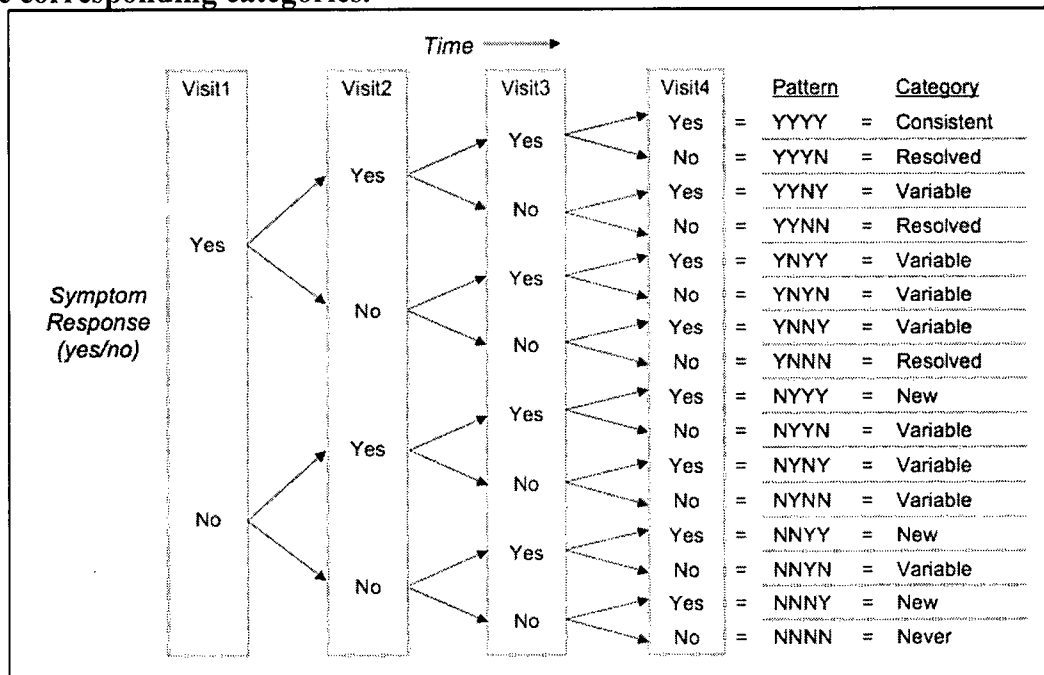 corresponding categories.
Time
Visit1 Visit2 Visit3 Visit4 Pattern Category
Yes = YYYY = Consistent
Yes
No = YYYN = Resolved
Yes
Yes = YYNY = Variable
No
No = YYNN = Resolved
Yes
Yes = YNYY = Variable
Yes
No = YNYN = Variable
No
Yes = YNNY = Variable
No
No = YNNN = Resolved
Symptom
Response
(yes/no)
Yes = NYYY = New
Yes
No = NYYN = Variable
Yes
Yes = NYNY = Variable
No
No = NYNN = Variable
No
Yes = NNYY = New
Yes
No = NNYN = Variable
No
Yes = NNNY = New
No
No = NNNN = Never